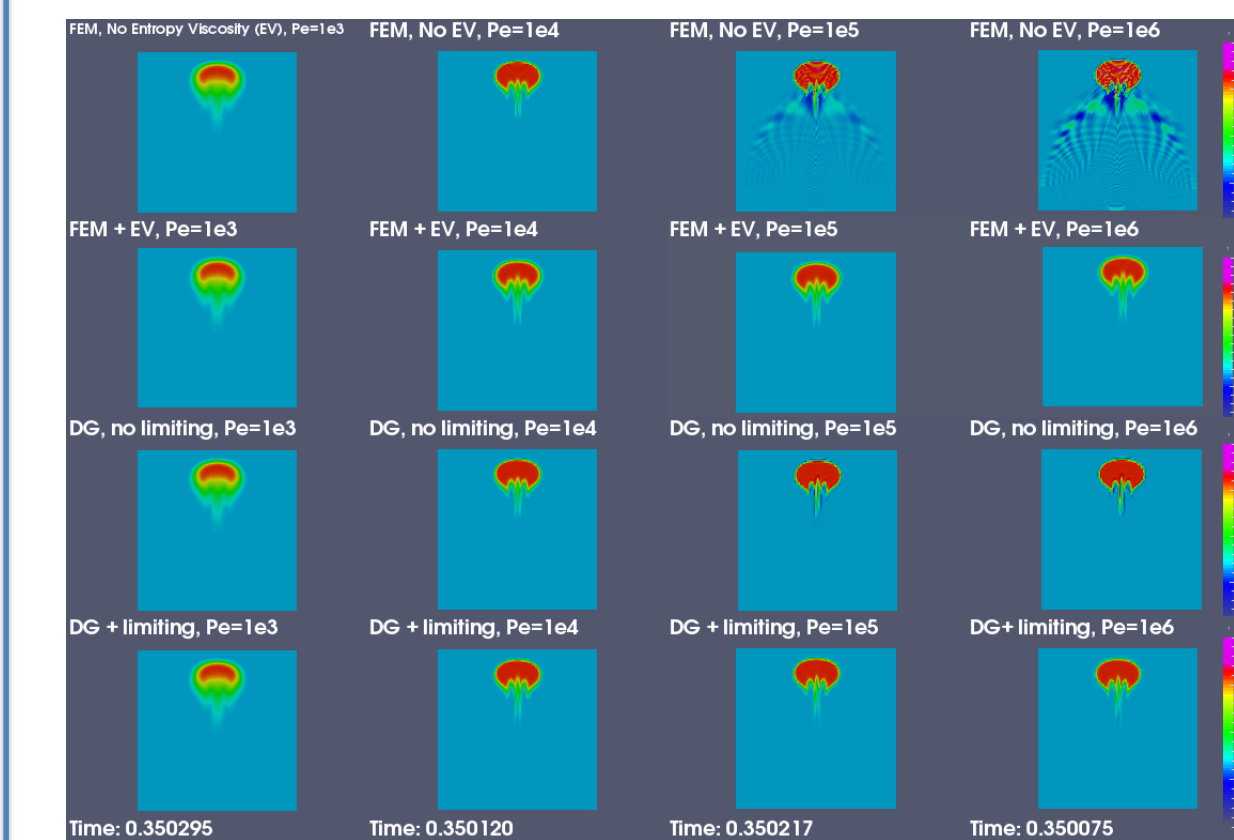 FEM, No Entropy Viscosity (EV), Pe=1e3
FEM, No EV, Pe=1e4
FEM, No EV, Pe=1e5
FEM, No EV, Pe=1e6
FEM + EV, Pe=1e3
FEM + EV, Pe=1e4
FEM + EV, Pe=1e5
FEM + EV, Pe=1e6
DG, no limiting, Pe=1e3
DG, no limiting, Pe=1e4
DG, no limiting, Pe=1e5
DG, no limiting, Pe=1e6
DG + limiting, Pe=1e3
DG + limiting, Pe=1e4
DG + limiting, Pe=1e5
DG+ limiting, Pe=1e6
Time: 0.350295
Time: 0.350120
Time: 0.350217
Time: 0.350075